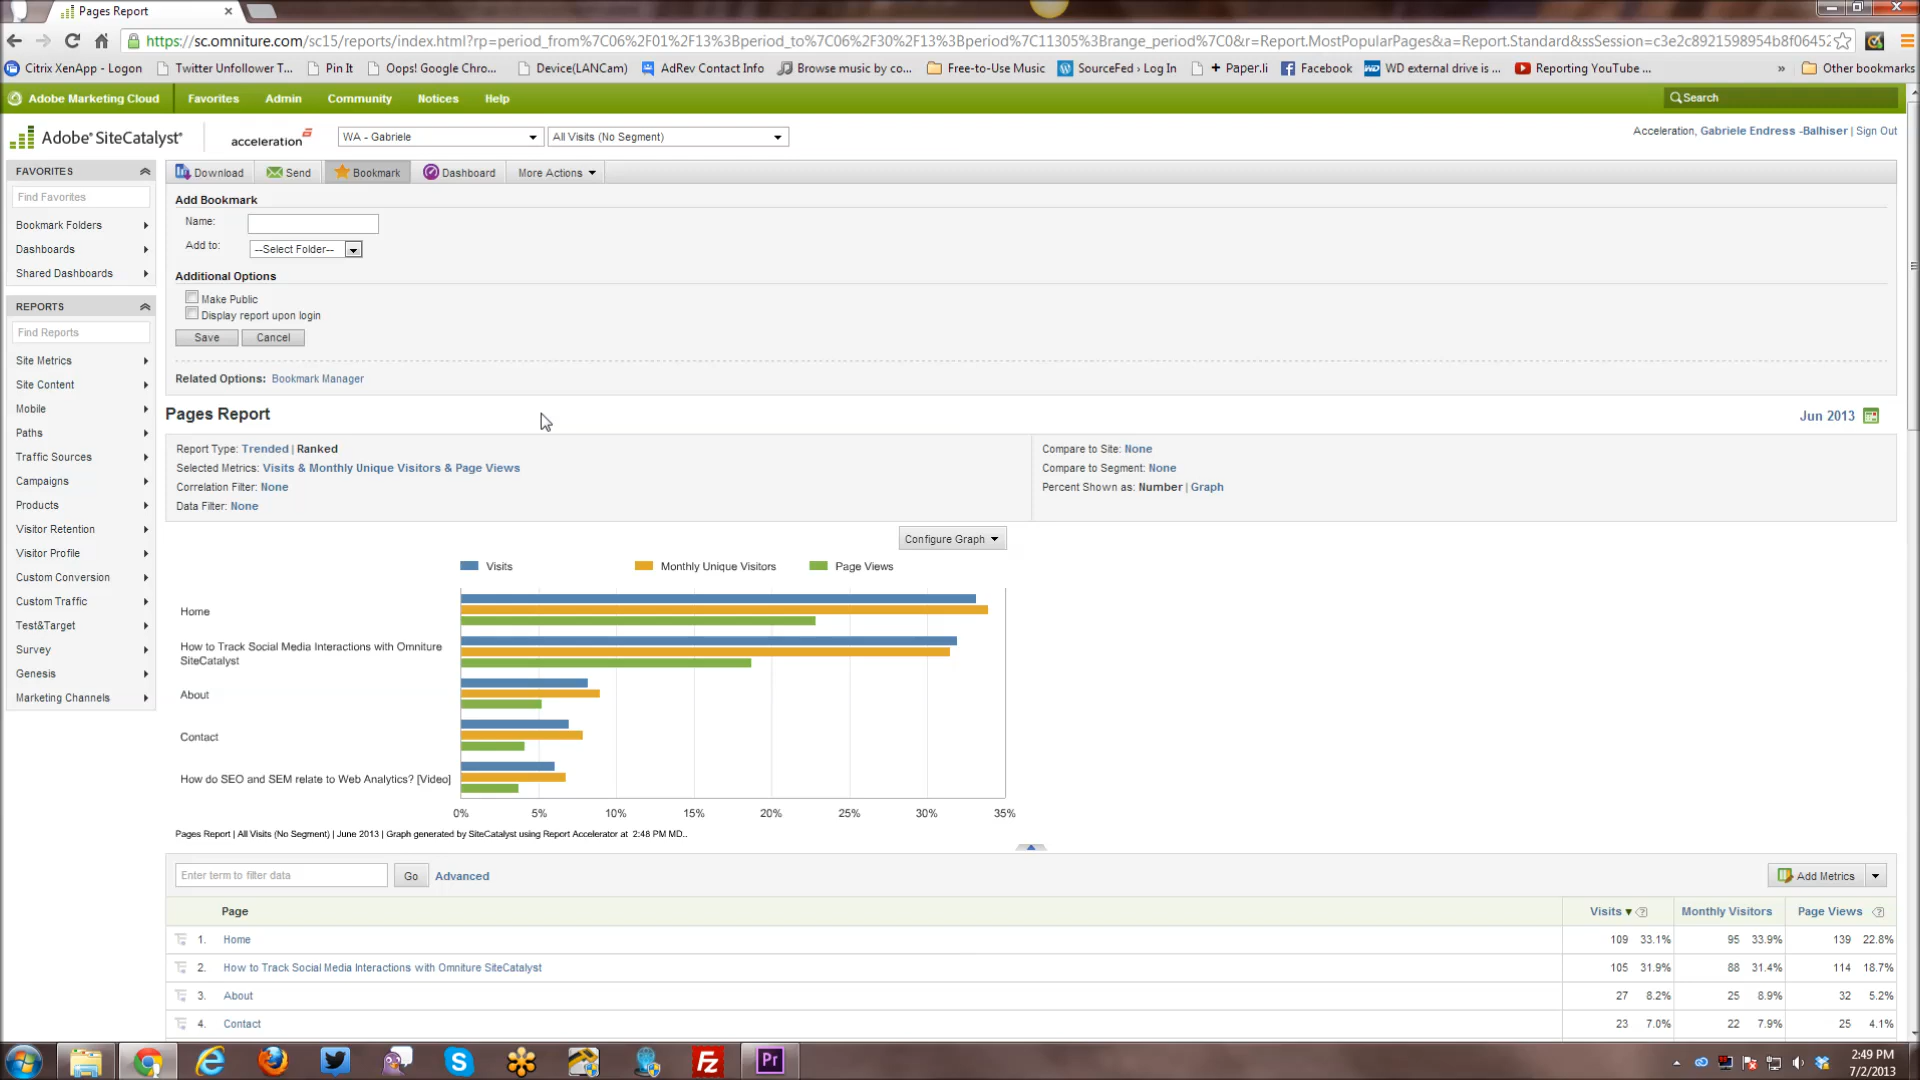 Pages Report
https://sc.omniture.com/sc15/reports/index.html?rp=period_from%7C06%2F01%2F13%3Bperiod_to%7C06%2F30%2F13%3Bperiod%7C11305%3Brange_period%7C0&r=Report.MostPopularPages&a=Report.Standard&ssSession=c3e2c8921598954b8f06452
Citrix XenApp - Logon
Twitter Unfollower T...
Pin It
Oops! Google Chro...
Device(LANCam)
AdRev Contact Info
Browse music by co...
Free-to-Use Music
SourceFed › Log In
+ Paper.li
Facebook
WD external drive is ...
Reporting YouTube ...
»
Other bookmarks
Adobe Marketing Cloud
Favorites
Admin
Community
Notices
Help
Search
Adobe® SiteCatalyst®
acceleration
WA - Gabriele
All Visits (No Segment)
Acceleration, Gabriele Endress -Balhiser | Sign Out
FAVORITES
Find Favorites
Bookmark Folders
Dashboards
Shared Dashboards
REPORTS
Find Reports
Site Metrics
Site Content
Mobile
Paths
Traffic Sources
Campaigns
Products
Visitor Retention
Visitor Profile
Custom Conversion
Custom Traffic
Test&Target
Survey
Genesis
Marketing Channels
Download
Send
Bookmark
Dashboard
More Actions
Add Bookmark
Name:
Add to:
--Select Folder--
Additional Options
Make Public
Display report upon login
Save
Cancel
Related Options: Bookmark Manager
Pages Report
Jun 2013
Report Type: Trended | Ranked
Selected Metrics: Visits & Monthly Unique Visitors & Page Views
Correlation Filter: None
Data Filter: None
Compare to Site: None
Compare to Segment: None
Percent Shown as: Number | Graph
Configure Graph
Visits
Monthly Unique Visitors
Page Views
Home
How to Track Social Media Interactions with Omniture
SiteCatalyst
About
Contact
How do SEO and SEM relate to Web Analytics? [Video]
0% 5% 10% 15% 20% 25% 30% 35%
Pages Report | All Visits (No Segment) | June 2013 | Graph generated by SiteCatalyst using Report Accelerator at 2:48 PM MD..
Enter term to filter data
Go
Advanced
Add Metrics
Page
Visits
Monthly Visitors
Page Views
1. Home 109 33.1% 95 33.9% 139 22.8%
2. How to Track Social Media Interactions with Omniture SiteCatalyst 105 31.9% 88 31.4% 114 18.7%
3. About 27 8.2% 25 8.9% 32 5.2%
4. Contact 23 7.0% 22 7.9% 25 4.1%
Fz
Pr
2:49 PM
7/2/2013